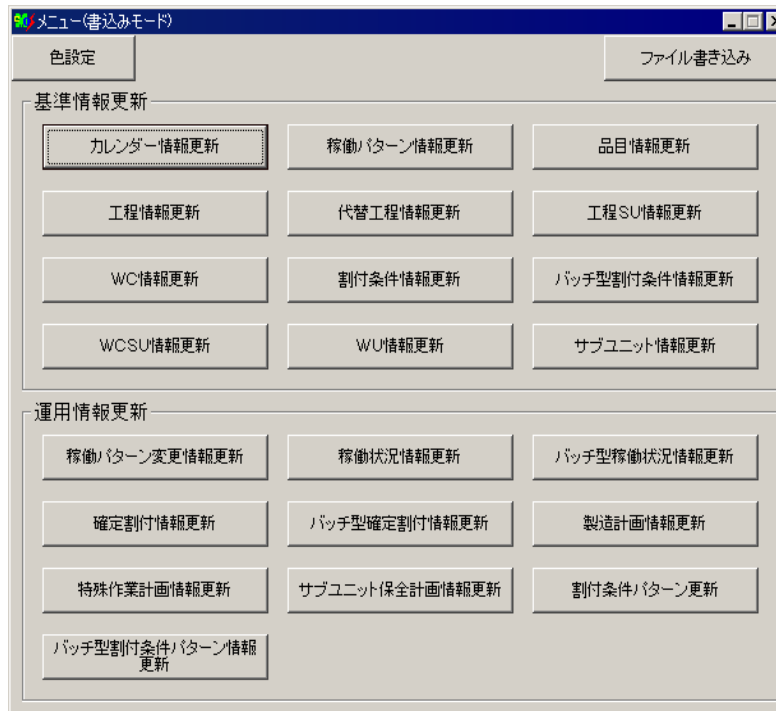 メニュー(書込みモード)
色設定 ファイル書き込み
基準情報更新
カレンダー情報更新 稼働パターン情報更新 品目情報更新
工程情報更新 代替工程情報更新 工程SU情報更新
WC情報更新 割付条件情報更新 バッチ型割付条件情報更新
WCSU情報更新 WU情報更新 サブユニット情報更新
運用情報更新
稼働パターン変更情報更新 稼働状況情報更新 バッチ型稼働状況情報更新
確定割付情報更新 バッチ型確定割付情報更新 製造計画情報更新
特殊作業計画情報更新 サブユニット保全計画情報更新 割付条件パターン更新
バッチ型割付条件パターン情報
更新